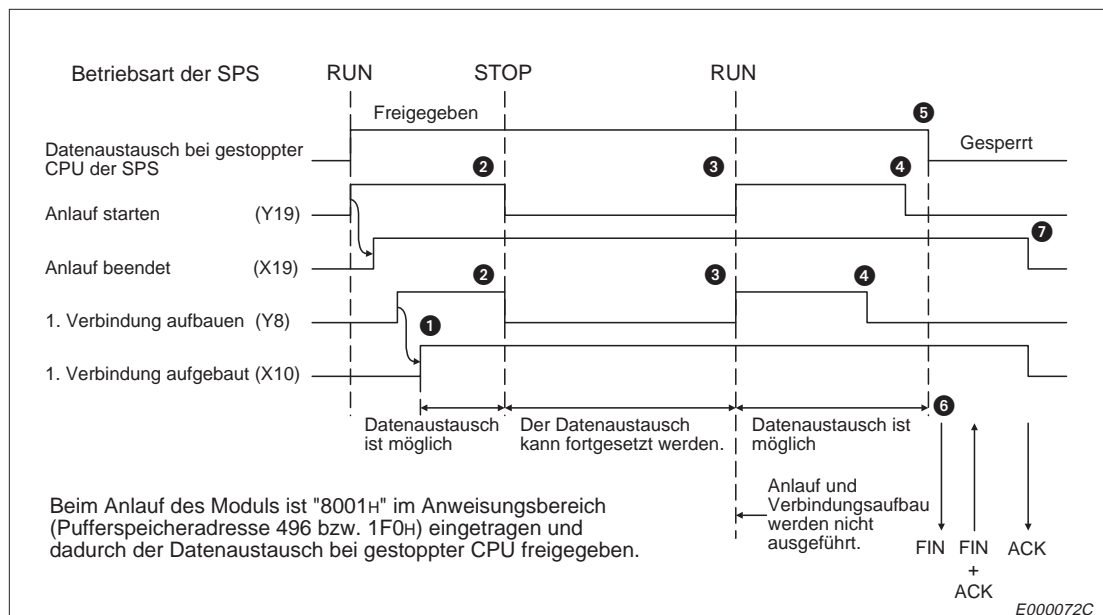 Betriebsart der SPS RUN STOP RUN
Freigegeben
❺
Gesperrt
Datenaustausch bei gestoppter
CPU der SPS
❷ ❸ ❹
Anlauf starten (Y19)
❼
Anlauf beendet (X19)
❷ ❸ ❹
1. Verbindung aufbauen (Y8)
❶
1. Verbindung aufgebaut (X10)
❻
Datenaustausch
ist möglich
Der Datenaustausch
kann fortgesetzt werden.
Datenaustausch ist
möglich
Anlauf und
Verbindungsaufbau
werden nicht
ausgeführt.
Beim Anlauf des Moduls ist "8001H" im Anweisungsbereich
(Pufferspeicheradresse 496 bzw. 1F0H) eingetragen und
dadurch der Datenaustausch bei gestoppter CPU freigegeben.
FIN FIN ACK
+
ACK
E000072C